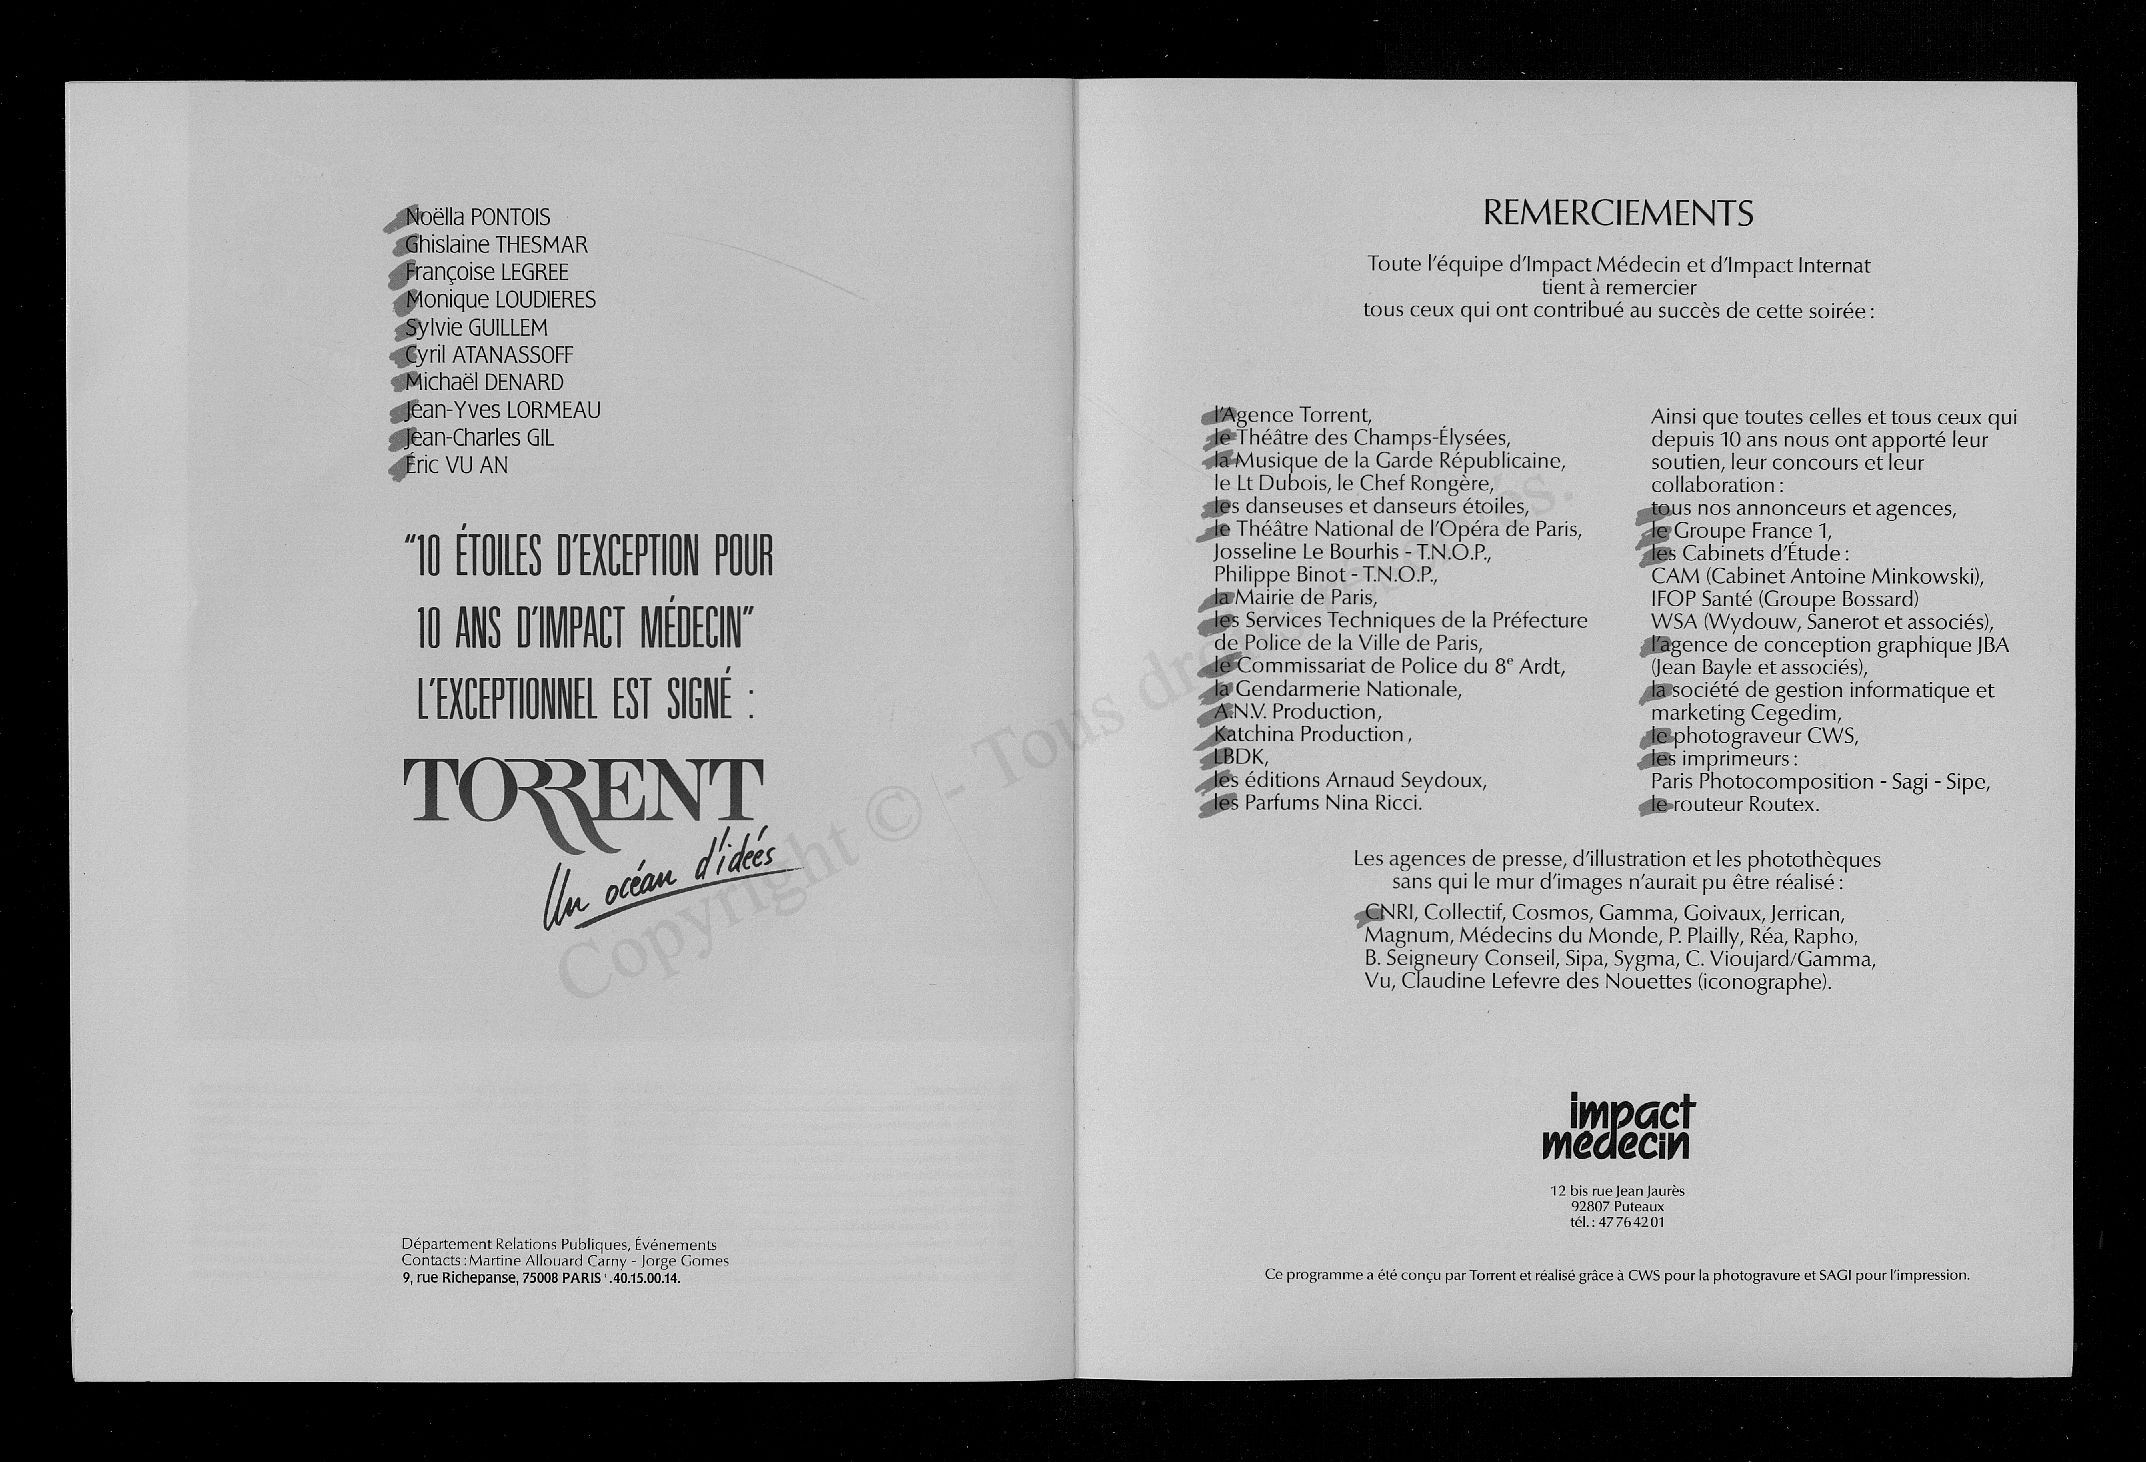 Noëlla PONTOIS
Ghislaine THESMAR
Françoise LEGREE
Monique LOUDIERES
Sylvie GUILLEM
Cyril ATANASSOFF
Michaël DENARD
Jean-Yves LORMEAU
Jean-Charles GIL
Éric VU AN
"10 ÉTOILES D'EXCEPTION POUR
10 ANS D'IMPACT MÉDECIN"
L'EXCEPTIONNEL EST SIGNÉ :
TORRENT
Un océan d'idées
Département Relations Publiques, Événements
Contacts : Martine Allouard Carny - Jorge Gomes
9, rue Richepanse, 75008 PARIS .40.15.00.14.
REMERCIEMENTS
Toute l'équipe d'Impact Médecin et d'Impact Internat
tient à remercier
tous ceux qui ont contribué au succès de cette soirée :
l'Agence Torrent,
le Théâtre des Champs-Élysées,
la Musique de la Garde Républicaine,
le Lt Dubois, le Chef Rongère,
les danseuses et danseurs étoiles,
le Théâtre National de l'Opéra de Paris,
Josseline Le Bourhis - T.N.O.P.,
Philippe Binot - T.N.O.P.,
la Mairie de Paris,
les Services Techniques de la Préfecture
de Police de la Ville de Paris,
le Commissariat de Police du 8e Ardt,
la Gendarmerie Nationale,
A.N.V. Production,
Katchina Production,
LBDK,
les éditions Arnaud Seydoux,
les Parfums Nina Ricci.
Ainsi que toutes celles et tous ceux qui
depuis 10 ans nous ont apporté leur
soutien, leur concours et leur
collaboration :
tous nos annonceurs et agences,
le Groupe France 1,
les Cabinets d'Étude :
CAM (Cabinet Antoine Minkowski),
IFOP Santé (Groupe Bossard)
WSA (Wydouw, Sanerot et associés),
l'agence de conception graphique JBA
(Jean Bayle et associés),
la société de gestion informatique et
marketing Cegedim,
le photograveur CWS,
les imprimeurs :
Paris Photocomposition - Sagi - Sipe,
le routeur Routex.
Les agences de presse, d'illustration et les photothèques
sans qui le mur d'images n'aurait pu être réalisé :
CNRI, Collectif, Cosmos, Gamma, Goivaux, Jerrican,
Magnum, Médecins du Monde, P. Plailly, Réa, Rapho,
B. Seigneury Conseil, Sipa, Sygma, C. Vioujard/Gamma,
Vu, Claudine Lefevre des Nouettes (iconographe).
impact
médecin
12 bis rue Jean Jaurès
92807 Puteaux
tél. : 47 76 42 01
Ce programme a été conçu par Torrent et réalisé grâce à CWS pour la photogravure et SAGI pour l'impression.
Copyright © - Tous droits réservés.